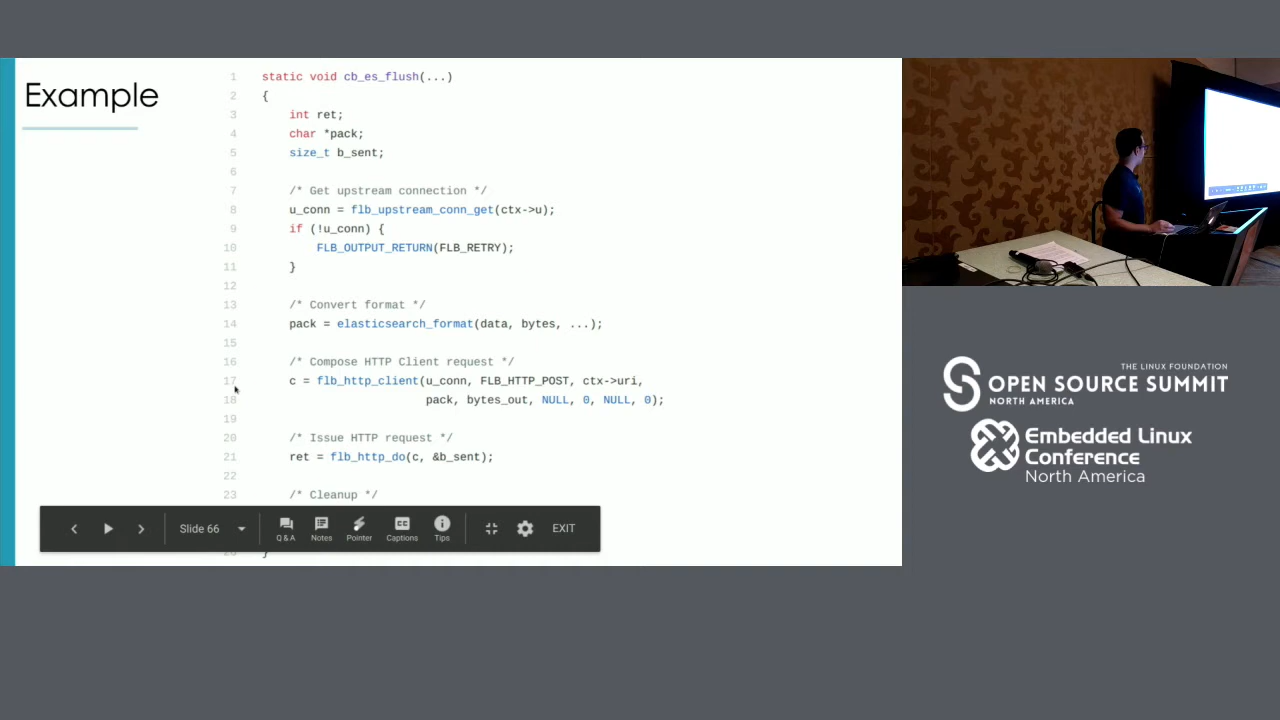 Example
1 static void cb_es_flush(...)
2 {
3 int ret;
4 char *pack;
5 size_t b_sent;
6
7 /* Get upstream connection */
8 u_conn = flb_upstream_conn_get(ctx->u);
9 if (!u_conn) {
10 FLB_OUTPUT_RETURN(FLB_RETRY);
11 }
12
13 /* Convert format */
14 pack = elasticsearch_format(data, bytes, ...);
15
16 /* Compose HTTP Client request */
17 c = flb_http_client(u_conn, FLB_HTTP_POST, ctx->uri,
18 pack, bytes_out, NULL, 0, NULL, 0);
19
20 /* Issue HTTP request */
21 ret = flb_http_do(c, &b_sent);
22
23 /* Cleanup */
Slide 66
Q & A Notes Pointer Captions Tips
EXIT
}
THE LINUX FOUNDATION
OPEN SOURCE SUMMIT
NORTH AMERICA
Embedded Linux
Conference
North America